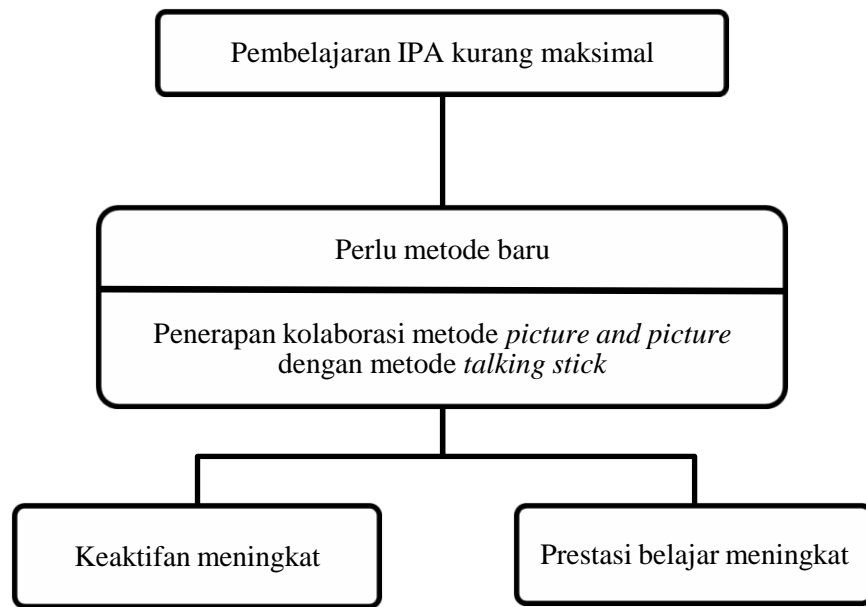 Pembelajaran IPA kurang maksimal
Perlu metode baru
Penerapan kolaborasi metode picture and picture
dengan metode talking stick
Keaktifan meningkat
Prestasi belajar meningkat